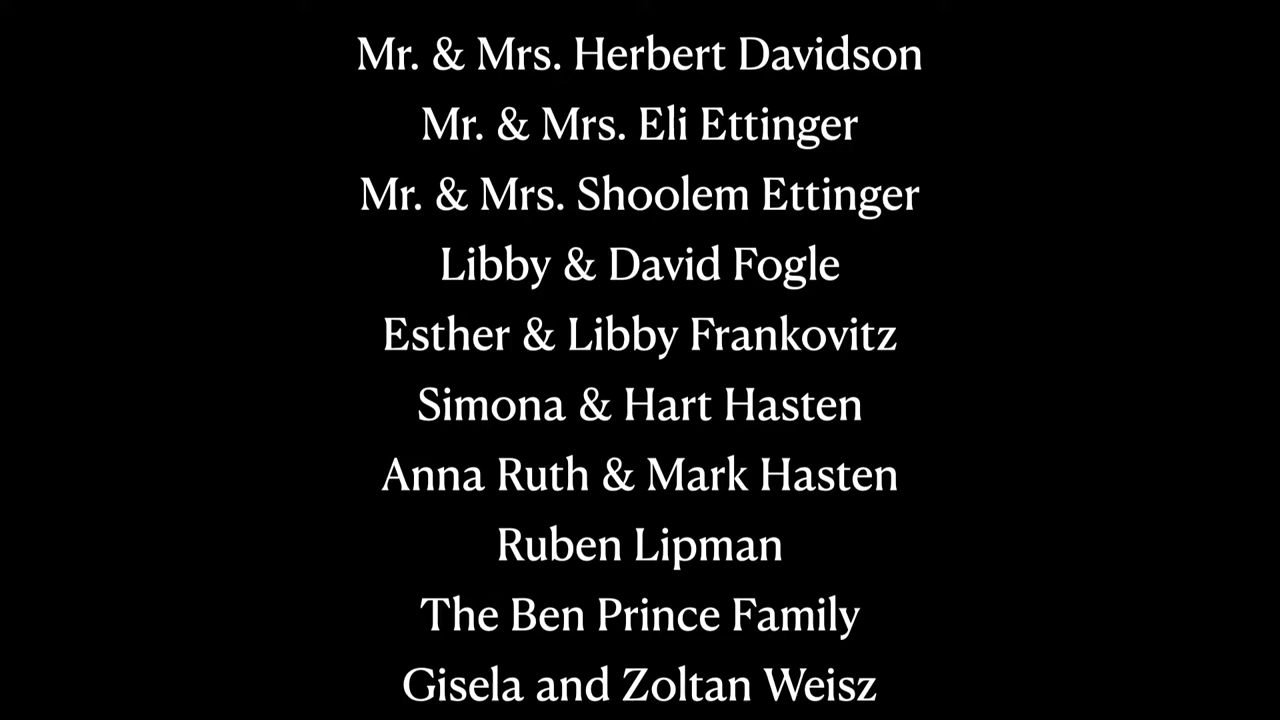 Mr. & Mrs. Herbert Davidson
Mr. & Mrs. Eli Ettinger
Mr. & Mrs. Shoolem Ettinger
Libby & David Fogle
Esther & Libby Frankovitz
Simona & Hart Hasten
Anna Ruth & Mark Hasten
Ruben Lipman
The Ben Prince Family
Gisela and Zoltan Weisz